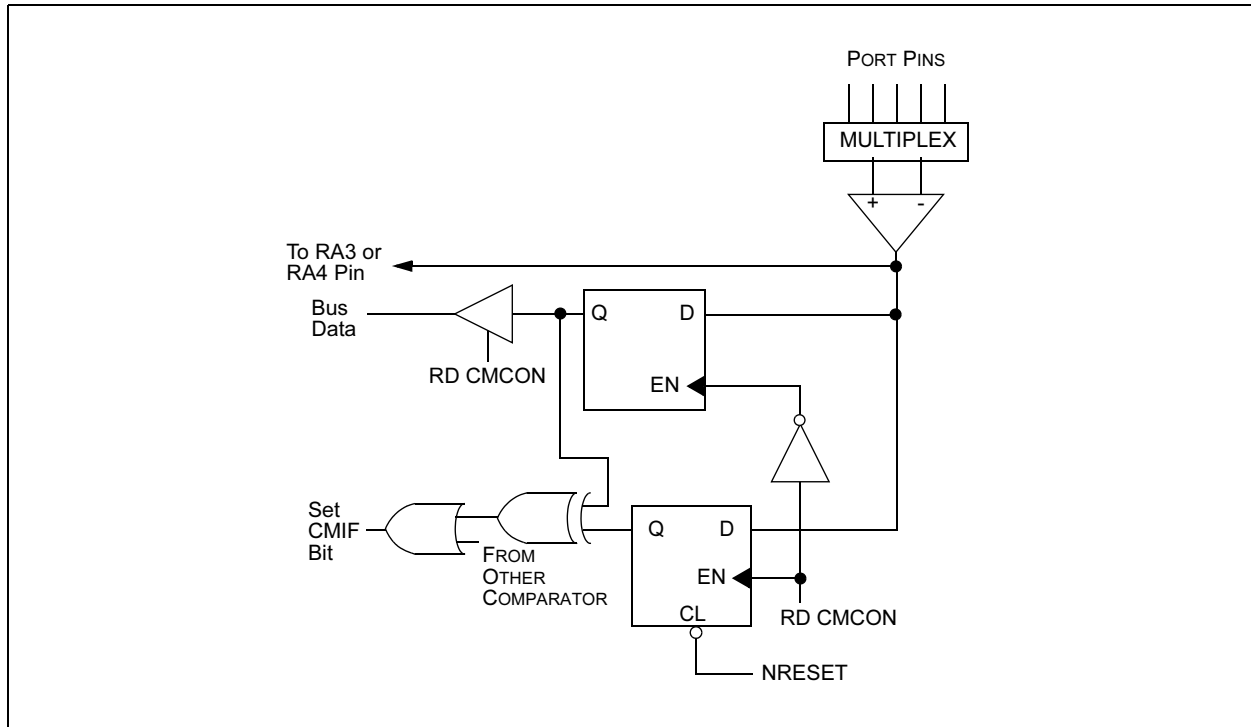 PORT PINS
MULTIPLEX
+ -
To RA3 or
RA4 Pin
Bus
Data
Q D
RD CMCON
EN
Set
CMIF
Bit
Q D
FROM
OTHER
COMPARATOR
EN
CL
RD CMCON
NRESET